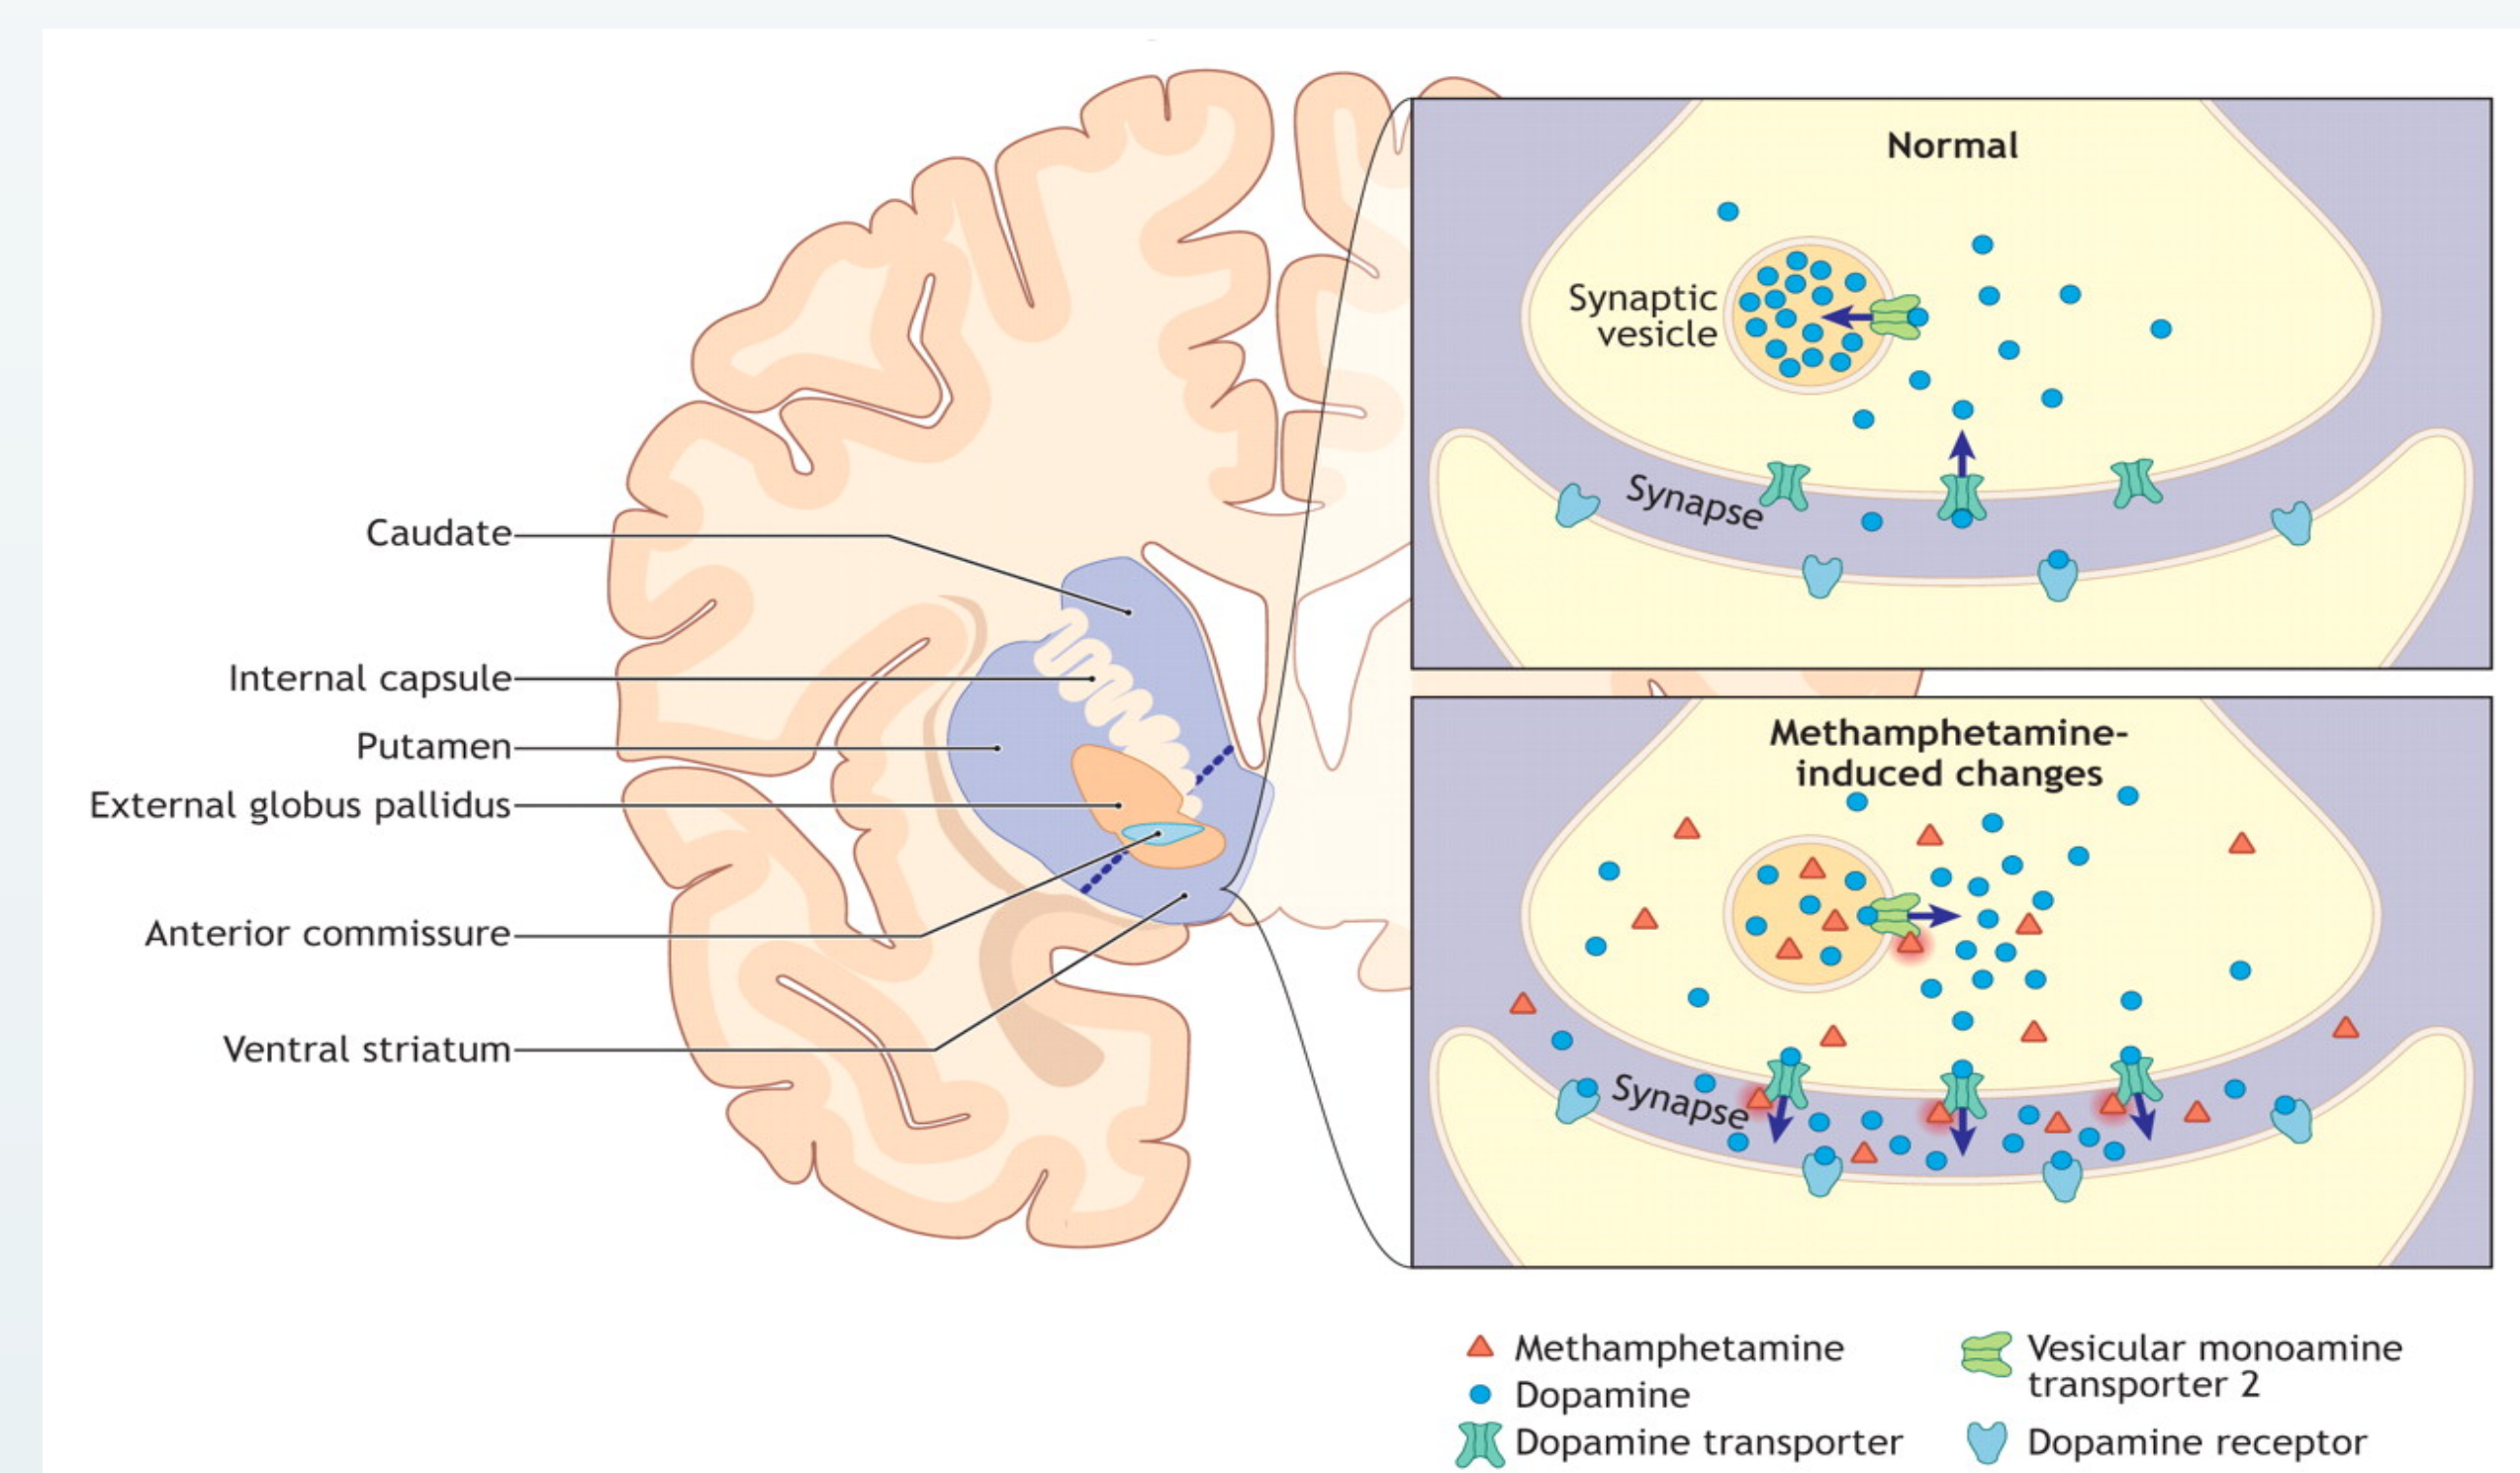 Caudate
Internal capsule
Putamen
External globus pallidus
Anterior commissure
Ventral striatum
Normal
Synaptic
vesicle
Synapse
Methamphetamine-
induced changes
Synapse
Methamphetamine
Dopamine
Dopamine transporter
Vesicular monoamine
transporter 2
Dopamine receptor